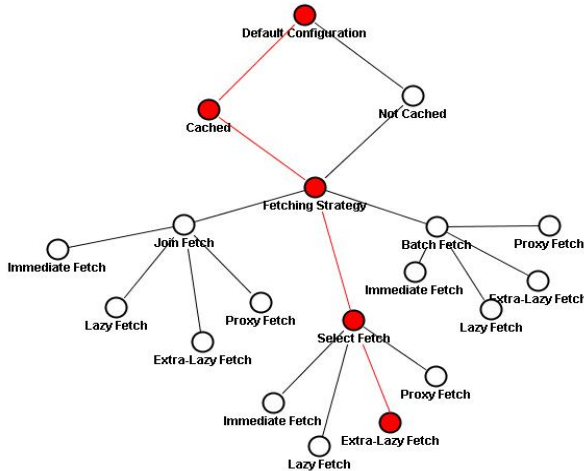 Default Configuration
Cached
Not Cached
Fetching Strategy
Join Fetch
Batch Fetch
Proxy Fetch
Immediate Fetch
Immediate Fetch
Extra-Lazy Fetch
Lazy Fetch
Proxy Fetch
Lazy Fetch
Extra-Lazy Fetch
Select Fetch
Proxy Fetch
Immediate Fetch
Extra-Lazy Fetch
Lazy Fetch